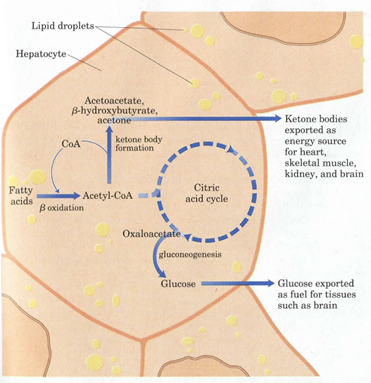 Lipid droplets
Hepatocyte
Acetoacetate,
β-hydroxybutyrate,
acetone
Ketone bodies
exported as
energy source
for heart,
skeletal muscle,
kidney, and brain
ketone body
formation
CoA
Fatty
acids
β oxidation
Acetyl-CoA
Citric
acid cycle
Oxaloacetate
gluconeogenesis
Glucose
Glucose exported
as fuel for tissues
such as brain